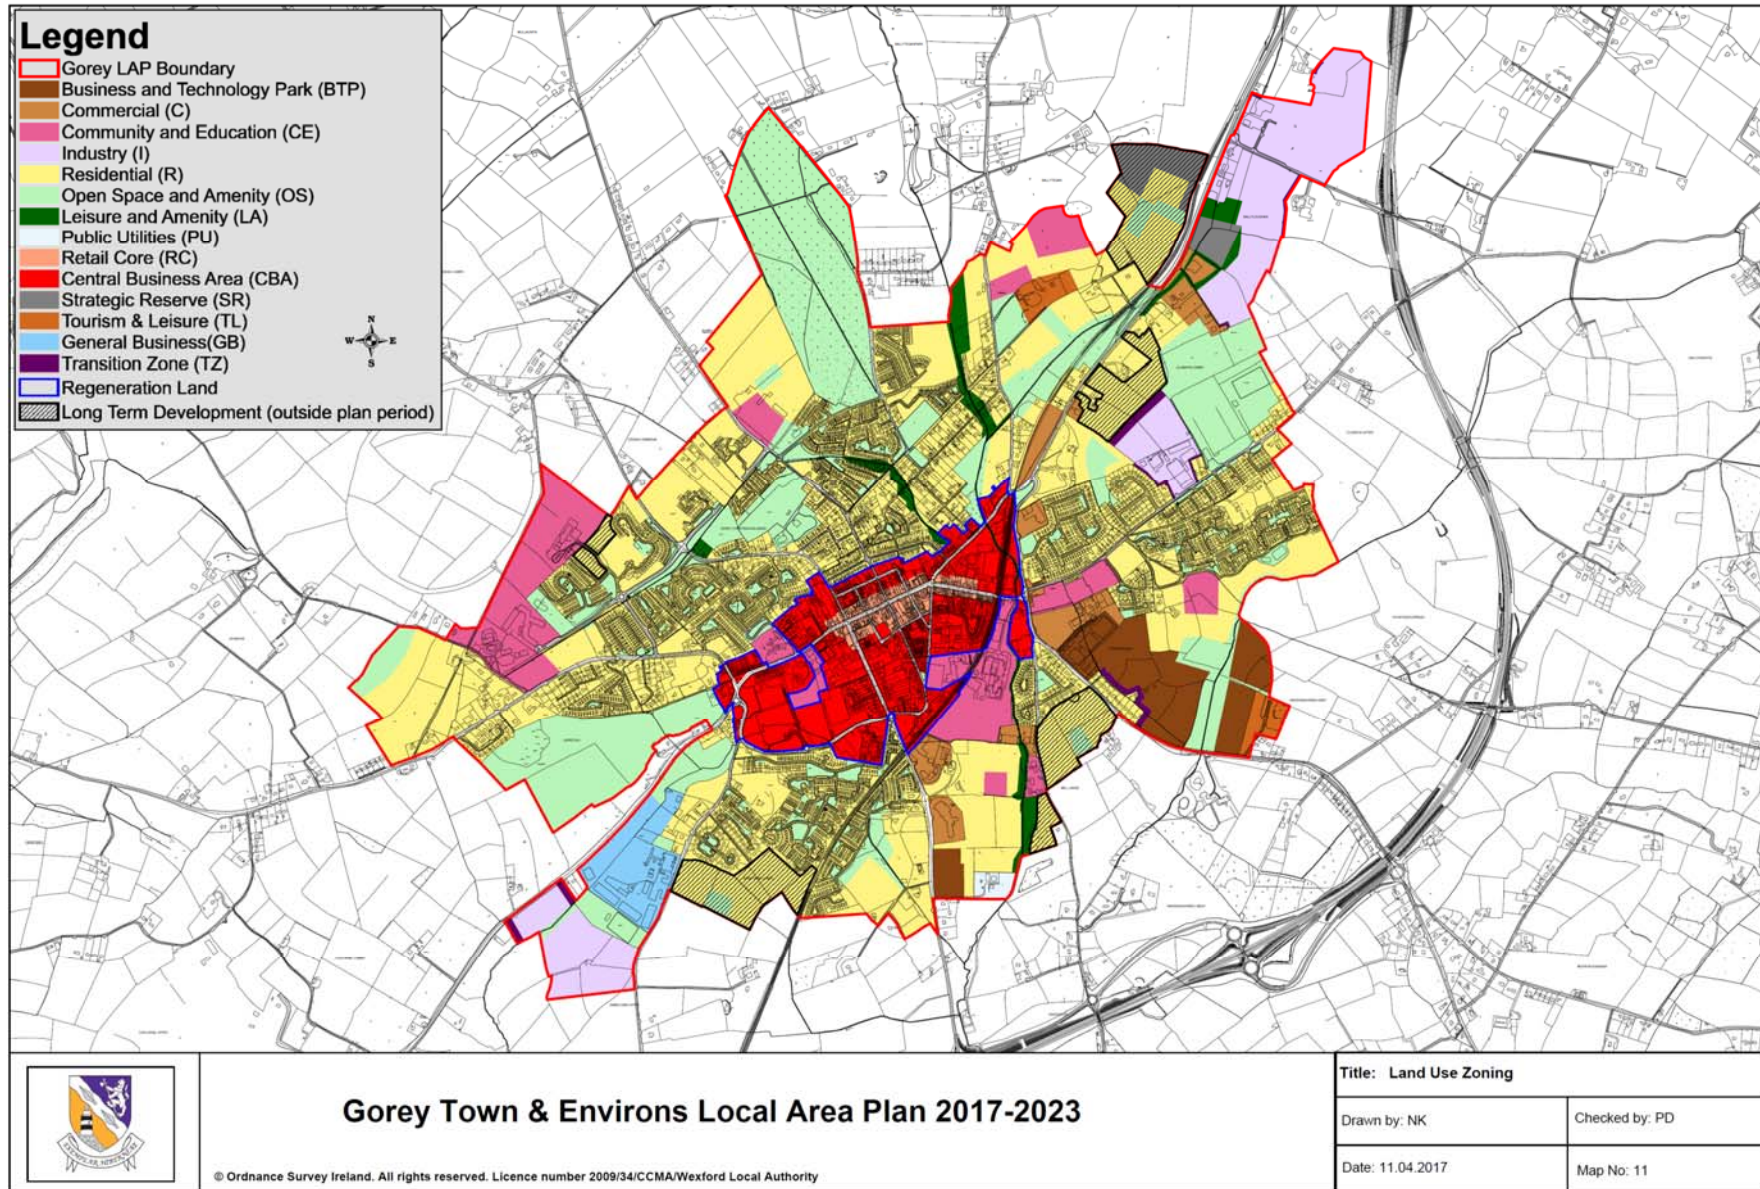 Legend
Gorey LAP Boundary
Business and Technology Park (BTP)
Commercial (C)
Community and Education (CE)
Industry (I)
Residential (R)
Open Space and Amenity (OS)
Leisure and Amenity (LA)
Public Utilities (PU)
Retail Core (RC)
Central Business Area (CBA)
Strategic Reserve (SR)
Tourism & Leisure (TL)
General Business(GB)
Transition Zone (TZ)
Regeneration Land
Long Term Development (outside plan period)
N
W E
S
Gorey Town & Environs Local Area Plan 2017-2023
© Ordnance Survey Ireland. All rights reserved. Licence number 2009/34/CCMA/Wexford Local Authority
Title: Land Use Zoning
Drawn by: NK
Checked by: PD
Date: 11.04.2017
Map No: 11